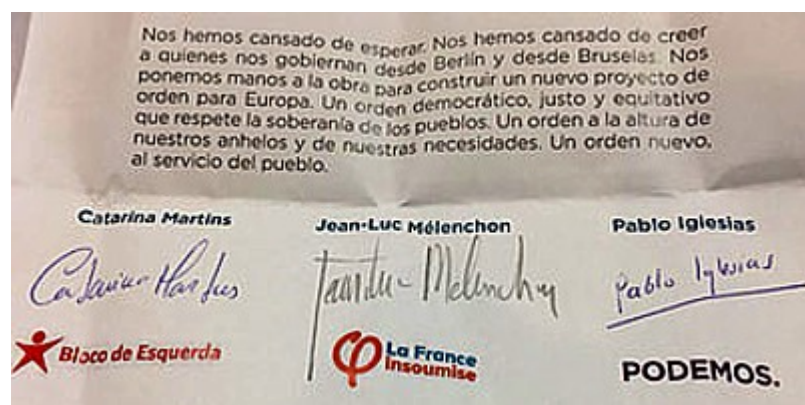 Nos hemos cansado de esperar. Nos hemos cansado de creer
a quienes nos gobiernan desde Berlín y desde Bruselas. Nos
ponemos manos a la obra para construir un nuevo proyecto de
orden para Europa. Un orden democrático, justo y equitativo
que respete la soberanía de los pueblos. Un orden a la altura de
nuestros anhelos y de nuestras necesidades. Un orden nuevo,
al servicio del pueblo.
Catarina Martins Jean-Luc Mélenchon Pablo Iglesias
Catarina Martins Jean-Luc Mélenchon Pablo Iglesias
Bloco de Esquerda La France
insoumise PODEMOS.